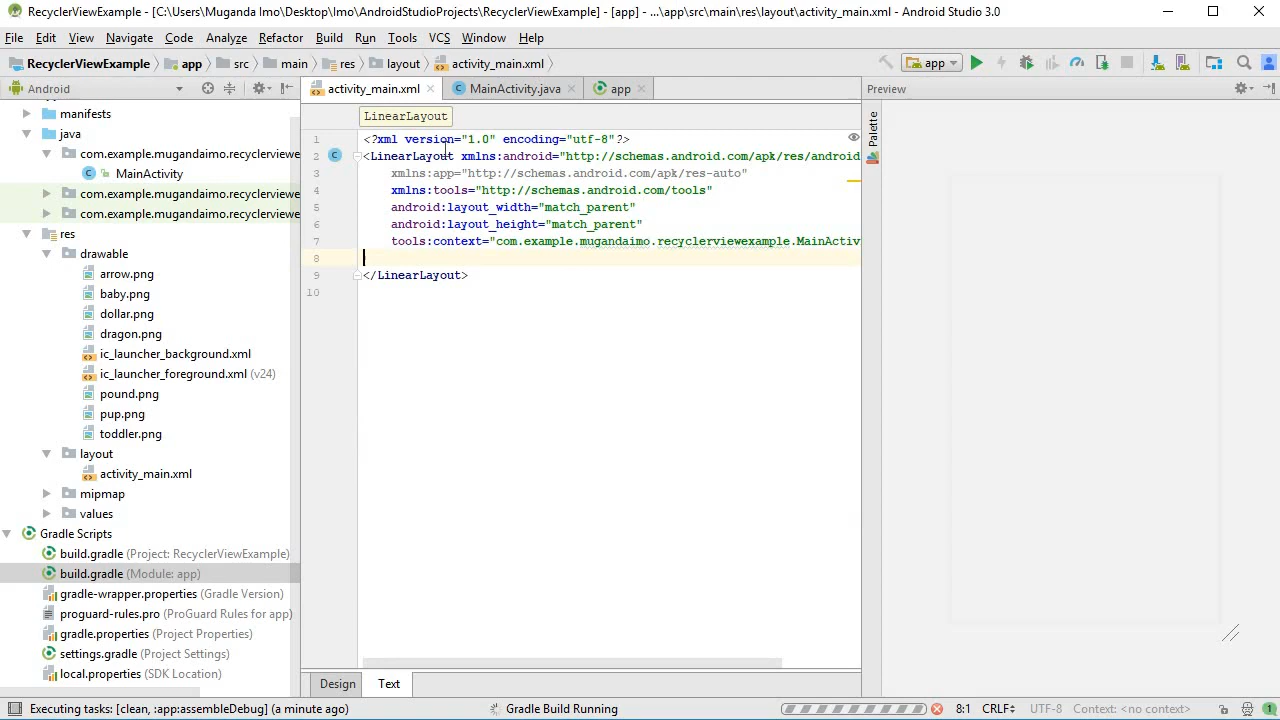 RecyclerViewExample - [C:\Users\Muganda Imo\Desktop\Imo\AndroidStudioProjects\RecyclerViewExample] - [app] - ...\app\src\main\res\layout\activity_main.xml - Android Studio 3.0
File Edit View Navigate Code Analyze Refactor Build Run Tools VCS Window Help
RecyclerViewExample app src main res layout activity_main.xml app
Android activity_main.xml MainActivity.java app Preview
manifests
java
com.example.mugandaimo.recyclerviewe
MainActivity
com.example.mugandaimo.recyclerviewe
com.example.mugandaimo.recyclerviewe
res
drawable
arrow.png
baby.png
dollar.png
dragon.png
ic_launcher_background.xml
ic_launcher_foreground.xml (v24)
pound.png
pup.png
toddler.png
layout
activity_main.xml
mipmap
values
Gradle Scripts
build.gradle (Project: RecyclerViewExample)
build.gradle (Module: app)
gradle-wrapper.properties (Gradle Version)
proguard-rules.pro (ProGuard Rules for app)
gradle.properties (Project Properties)
settings.gradle (Project Settings)
local.properties (SDK Location)
LinearLayout
1 <?xml version="1.0" encoding="utf-8"?>
2 <LinearLayout xmlns:android="http://schemas.android.com/apk/res/android
3 xmlns:app="http://schemas.android.com/apk/res-auto"
4 xmlns:tools="http://schemas.android.com/tools"
5 android:layout_width="match_parent"
6 android:layout_height="match_parent"
7 tools:context="com.example.mugandaimo.recyclerviewexample.MainActiv
8
9 </LinearLayout>
10
Palette
Design Text
Executing tasks: [clean, :app:assembleDebug] (a minute ago) Gradle Build Running 8:1 CRLF UTF-8 Context: <no context> 1